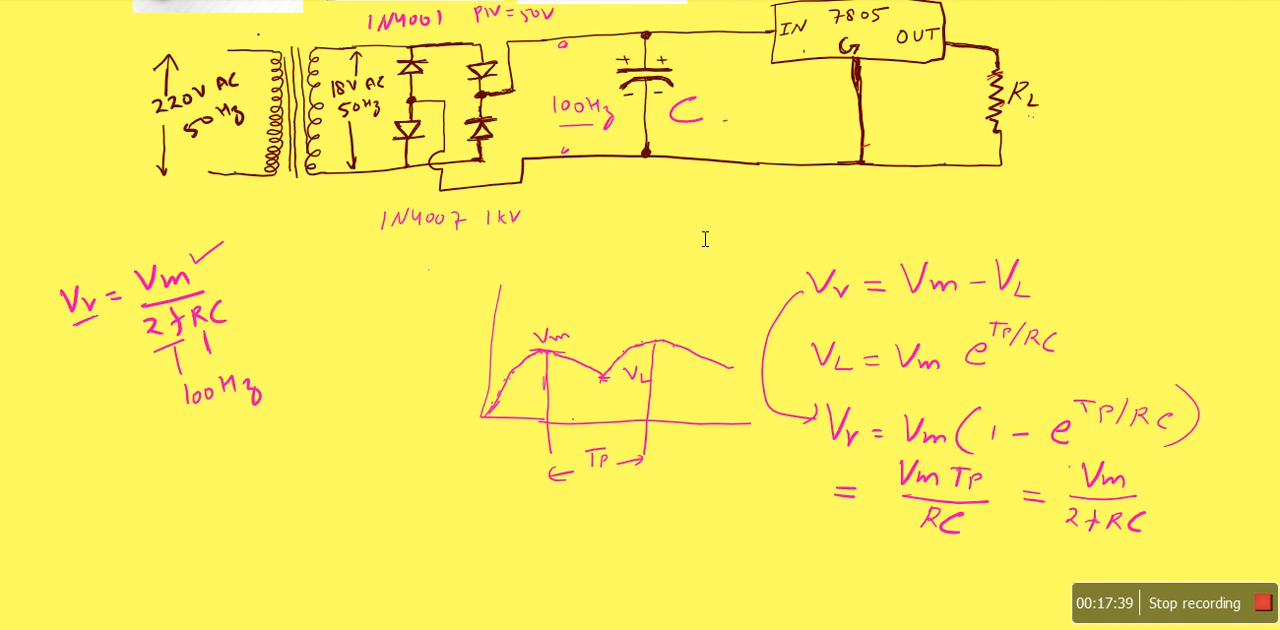 1N4001 PIV = 50V
IN 7805 OUT
G
220V AC
50Hz
18V AC
50Hz
+ +
- -
100Hz
C
RL
1N4007 1kV
Vr = Vm
2fRC
100Hz
Vm
VL
TP
Vr = Vm - VL
VL = Vm e^TP/RC
Vr = Vm (1 - e^TP/RC)
= Vm TP / RC = Vm / 2fRC
00:17:39 Stop recording